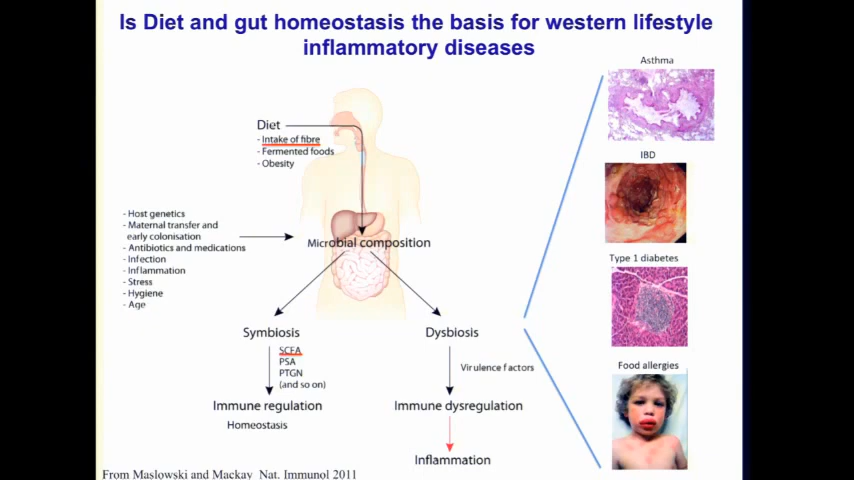 Is Diet and gut homeostasis the basis for western lifestyle
inflammatory diseases
Asthma
Diet
- Intake of fibre
- Fermented foods
- Obesity
IBD
- Host genetics
- Maternal transfer and
early colonisation
- Antibiotics and medications
- Infection
- Inflammation
- Stress
- Hygiene
- Age
Microbial composition
Type 1 diabetes
Symbiosis
Dysbiosis
SCFA
PSA
PTGN
(and so on)
Virulence factors
Food allergies
Immune regulation
Homeostasis
Immune dysregulation
Inflammation
From Maslowski and Mackay Nat. Immunol 2011